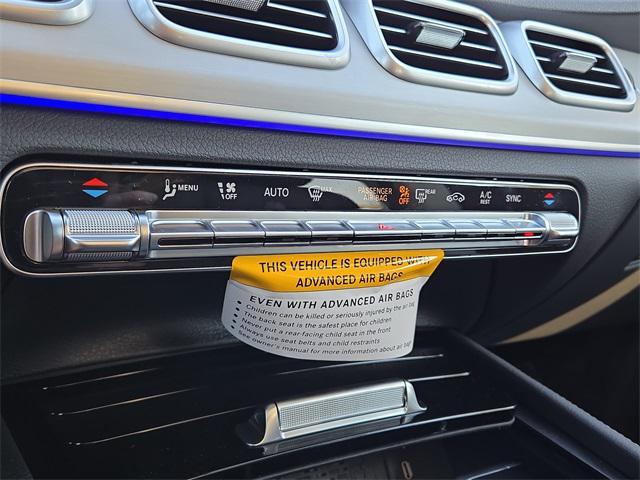 MENU OFF AUTO MAX PASSENGER AIR BAG OFF REAR A/C REST SYNC
THIS VEHICLE IS EQUIPPED WITH
ADVANCED AIR BAGS
EVEN WITH ADVANCED AIR BAGS
• Children can be killed or seriously injured by the air bag
• The back seat is the safest place for children
• Never put a rear-facing child seat in the front
• Always use seat belts and child restraints
• See owner's manual for more information about air bags